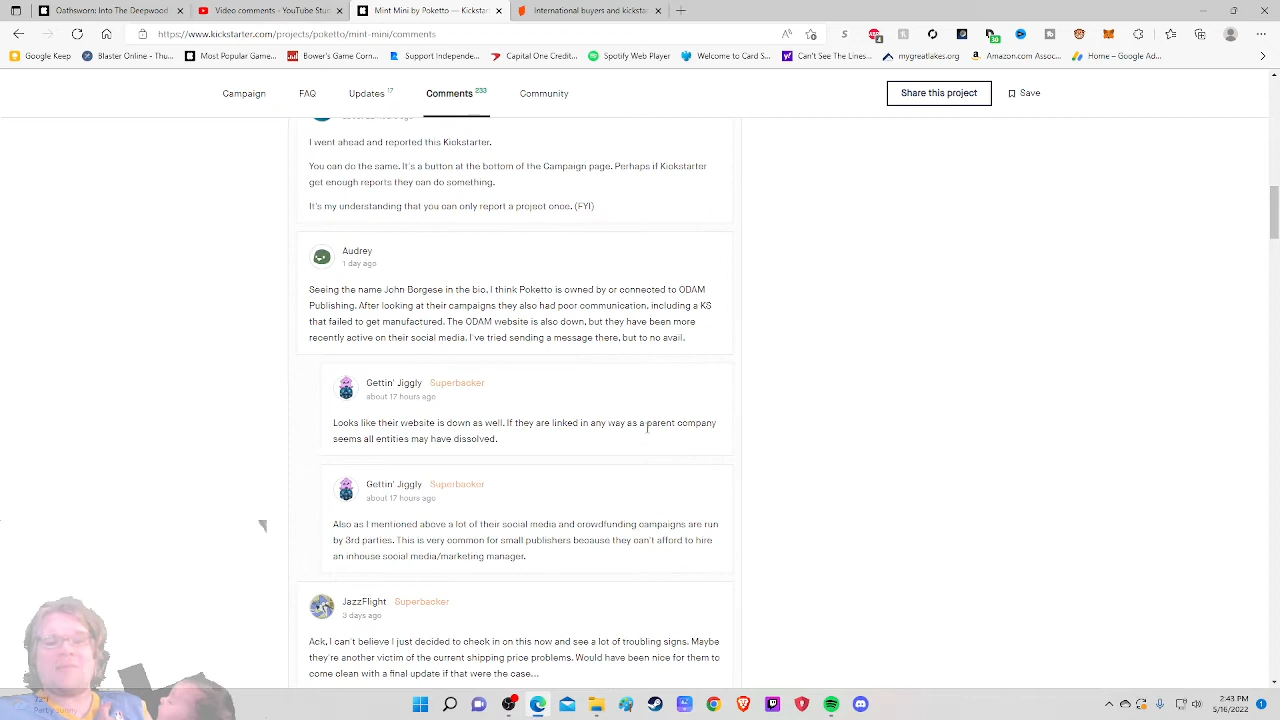 Oathsworn: Into The Deepwood
Video comments - YouTube Studio
Mint Mini by Poketto — Kickstar
International buyers and kickstar
https://www.kickstarter.com/projects/poketto/mint-mini/comments
Google Keep
Blaster Online - Thu...
Most Popular Game...
Bowers's Game Corn...
Support Independe...
Capital One Credit...
Spotify Web Player
Welcome to Card S...
Can't See The Lines...
mygreatlakes.org
Amazon.com Assoc...
Home – Google Ad...
Campaign
FAQ
Updates 17
Comments 233
Community
Share this project
Save
I went ahead and reported this Kickstarter.
You can do the same. It's a button at the bottom of the Campaign page. Perhaps if Kickstarter
get enough reports they can do something.
It's my understanding that you can only report a project once. (FYI)
Audrey
1 day ago
Seeing the name John Borgese in the bio, I think Poketto is owned by or connected to ODAM
Publishing. After looking at their campaigns they also had poor communication, including a KS
that failed to get manufactured. The ODAM website is also down, but they have been more
recently active on their social media. I've tried sending a message there, but to no avail.
Gettin' Jiggly Superbacker
about 17 hours ago
Looks like their website is down as well. If they are linked in any way as a parent company
seems all entities may have dissolved.
Gettin' Jiggly Superbacker
about 17 hours ago
Also as I mentioned above a lot of their social media and crowdfunding campaigns are run
by 3rd parties. This is very common for small publishers because they can't afford to hire
an inhouse social media/marketing manager.
JazzFlight Superbacker
3 days ago
Ack, I can't believe I just decided to check in on this now and see a lot of troubling signs. Maybe
they're another victim of the current shipping price problems. Would have been nice for them to
come clean with a final update if that were the case...
72°F
Partly sunny
2:43 PM
5/16/2022